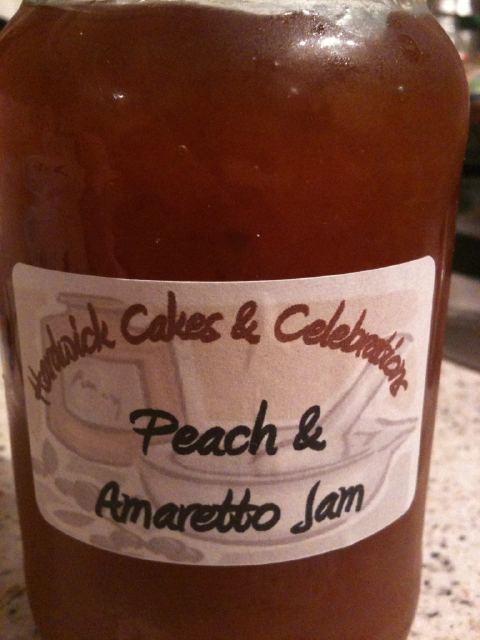 Hardwick Cakes & Celebrations
Peach &
Amaretto Jam